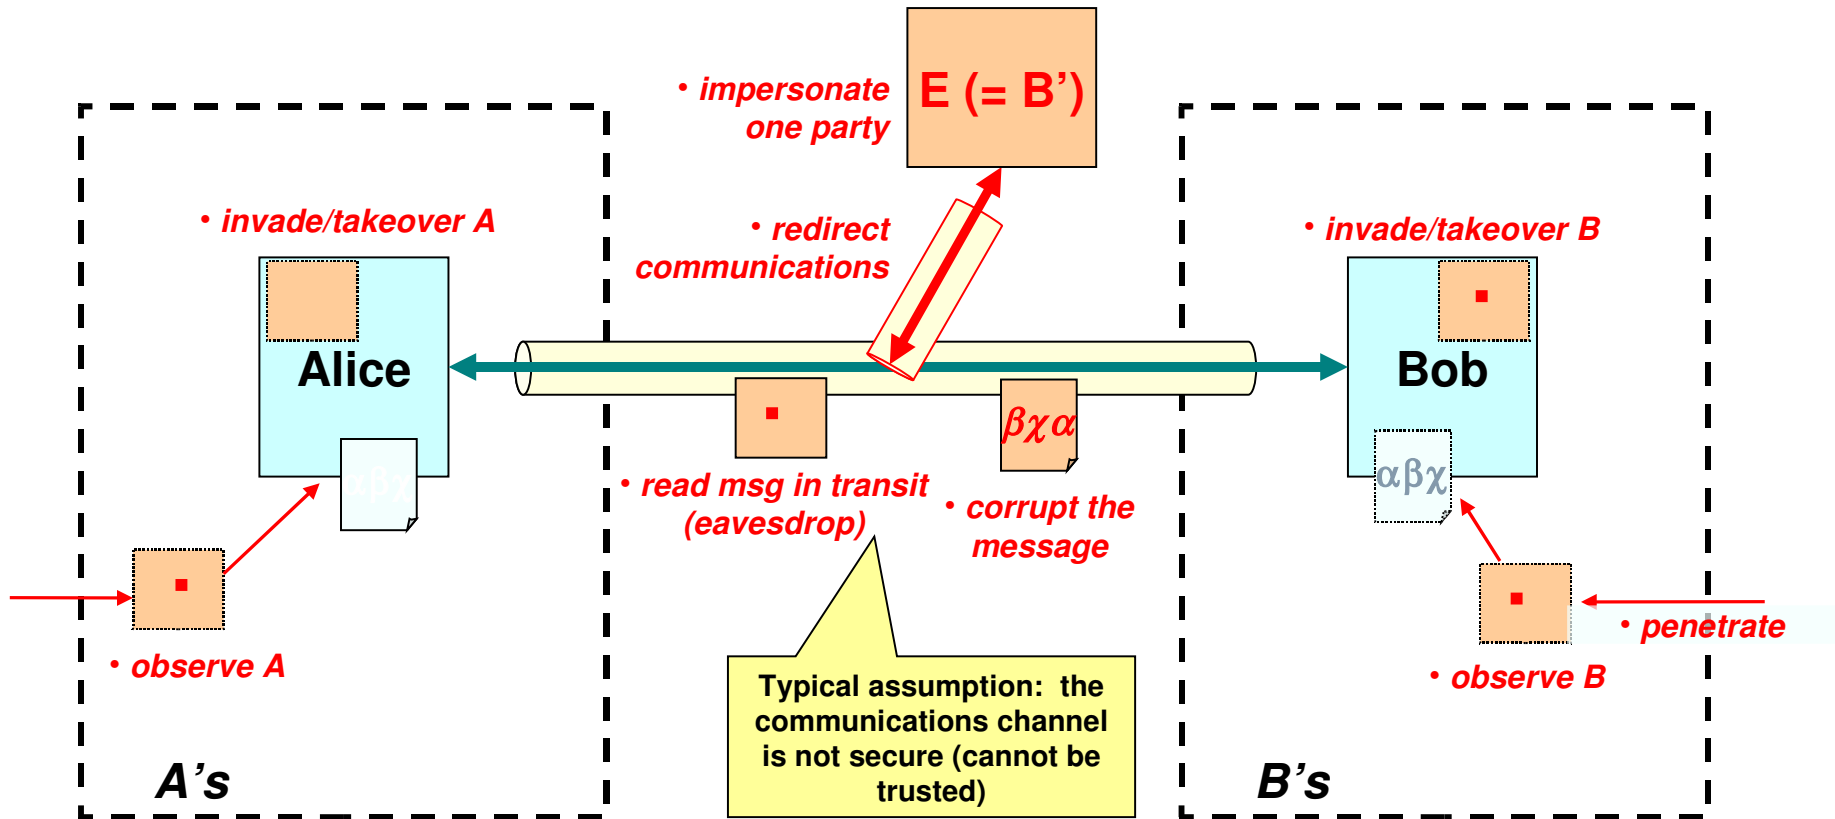 E (= B’)
• impersonate
one party
• invade/takeover A
• redirect
communications
• invade/takeover B
Alice
Bob
αβχ
βχα
αβχ
• read msg in transit
(eavesdrop)
• corrupt the
message
• observe A
• penetrate
• observe B
Typical assumption: the
communications channel
is not secure (cannot be
trusted)
A’s
B’s